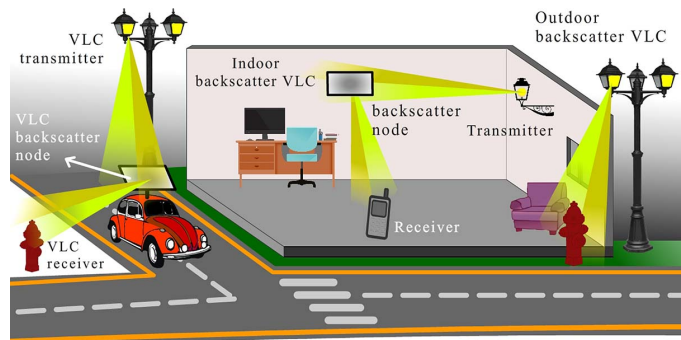 VLC
transmitter
VLC
backscatter
node
VLC
receiver
Indoor
backscatter VLC
backscatter
node
Transmitter
Receiver
Outdoor
backscatter VLC